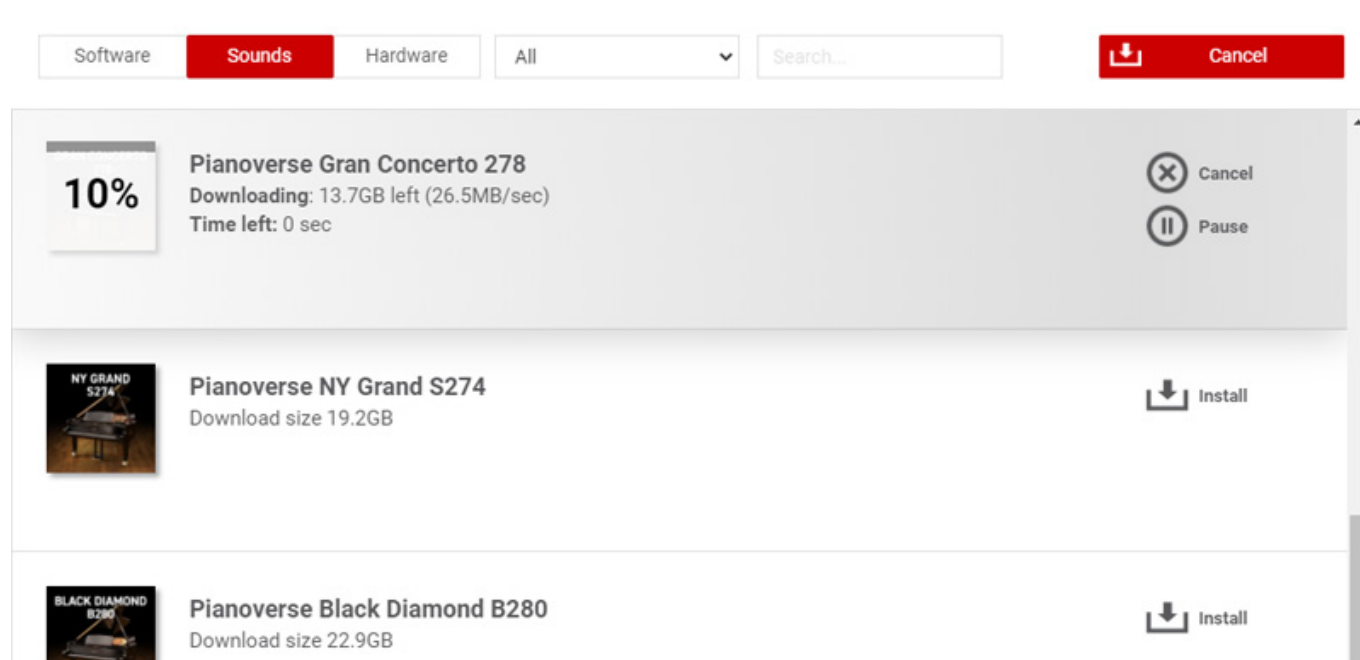 Software
Sounds
Hardware
All
Search...
Cancel
10%
Pianoverse Gran Concerto 278
Downloading: 13.7GB left (26.5MB/sec)
Time left: 0 sec
Cancel
Pause
NY GRAND
S274
Pianoverse NY Grand S274
Download size 19.2GB
Install
BLACK DIAMOND
B280
Pianoverse Black Diamond B280
Download size 22.9GB
Install